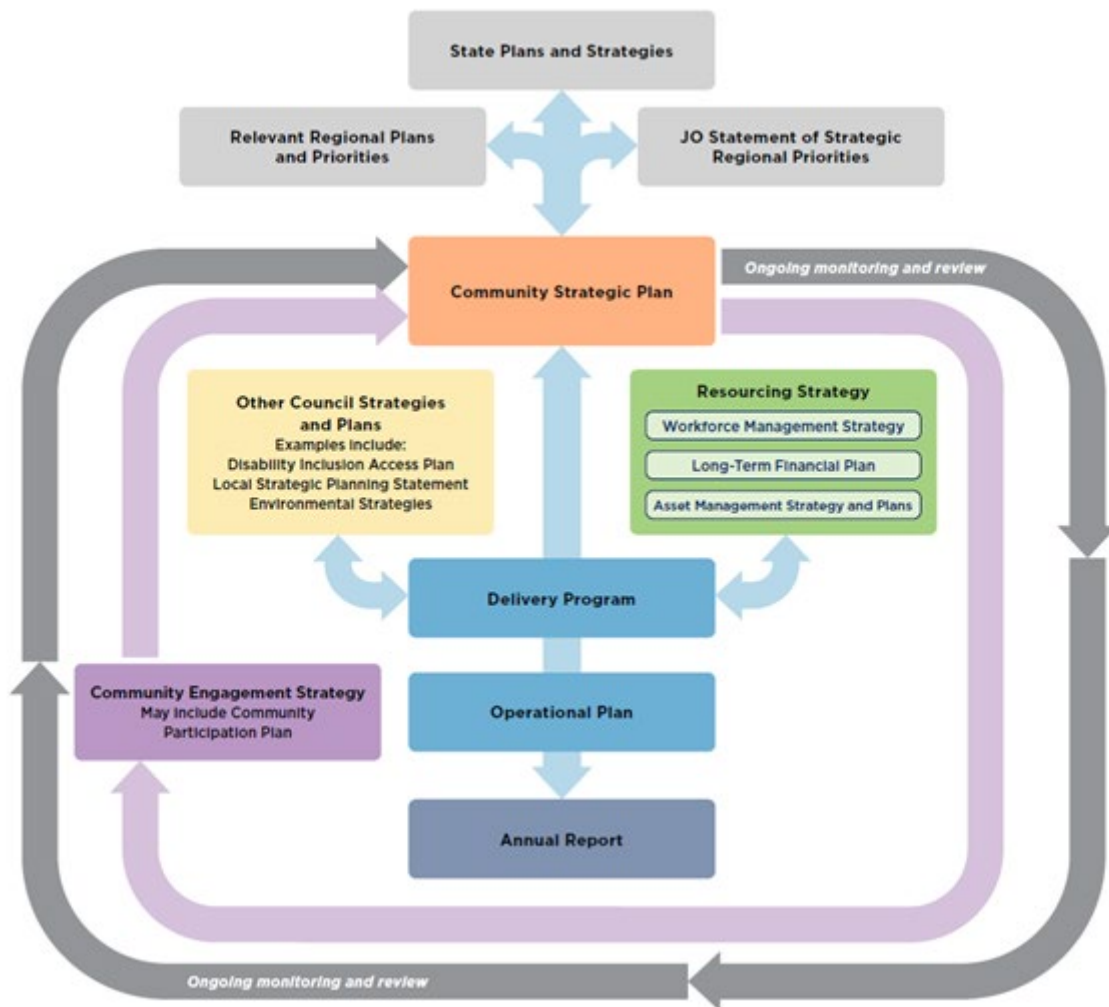 State Plans and Strategies
Relevant Regional Plans
and Priorities
JO Statement of Strategic
Regional Priorities
Community Strategic Plan
Ongoing monitoring and review
Other Council Strategies
and Plans
Examples include:
Disability Inclusion Access Plan
Local Strategic Planning Statement
Environmental Strategies
Resourcing Strategy
Workforce Management Strategy
Long-Term Financial Plan
Asset Management Strategy and Plans
Delivery Program
Community Engagement Strategy
May Include Community
Participation Plan
Operational Plan
Annual Report
Ongoing monitoring and review